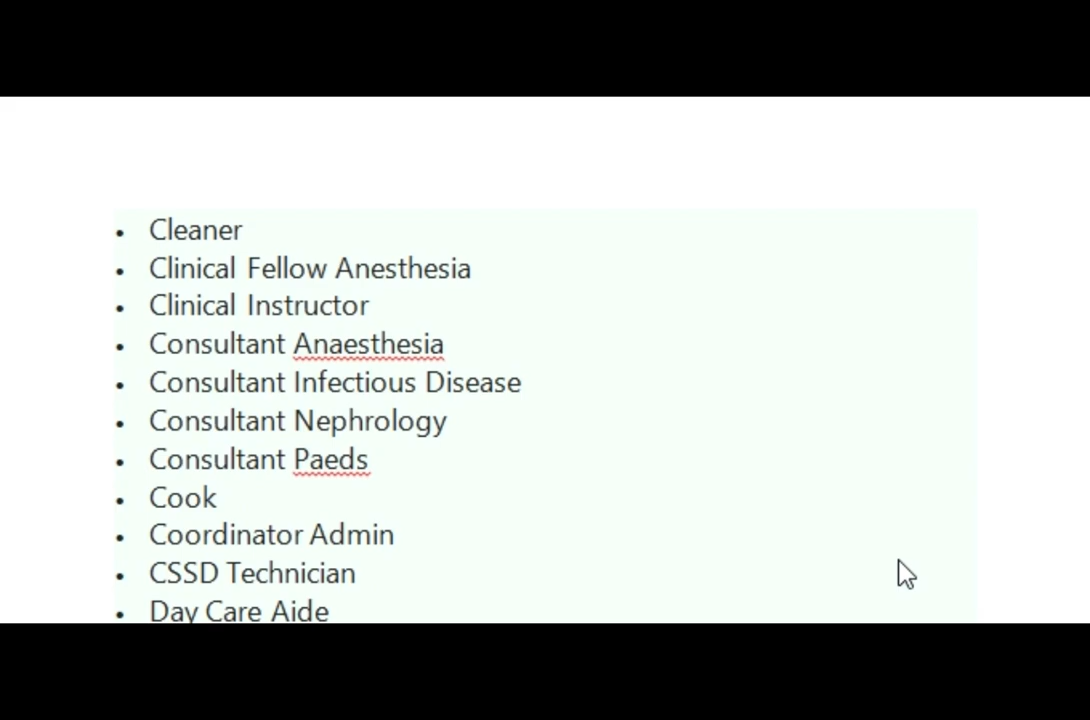 • Cleaner
• Clinical Fellow Anesthesia
• Clinical Instructor
• Consultant Anaesthesia
• Consultant Infectious Disease
• Consultant Nephrology
• Consultant Paeds
• Cook
• Coordinator Admin
• CSSD Technician
• Day Care Aide